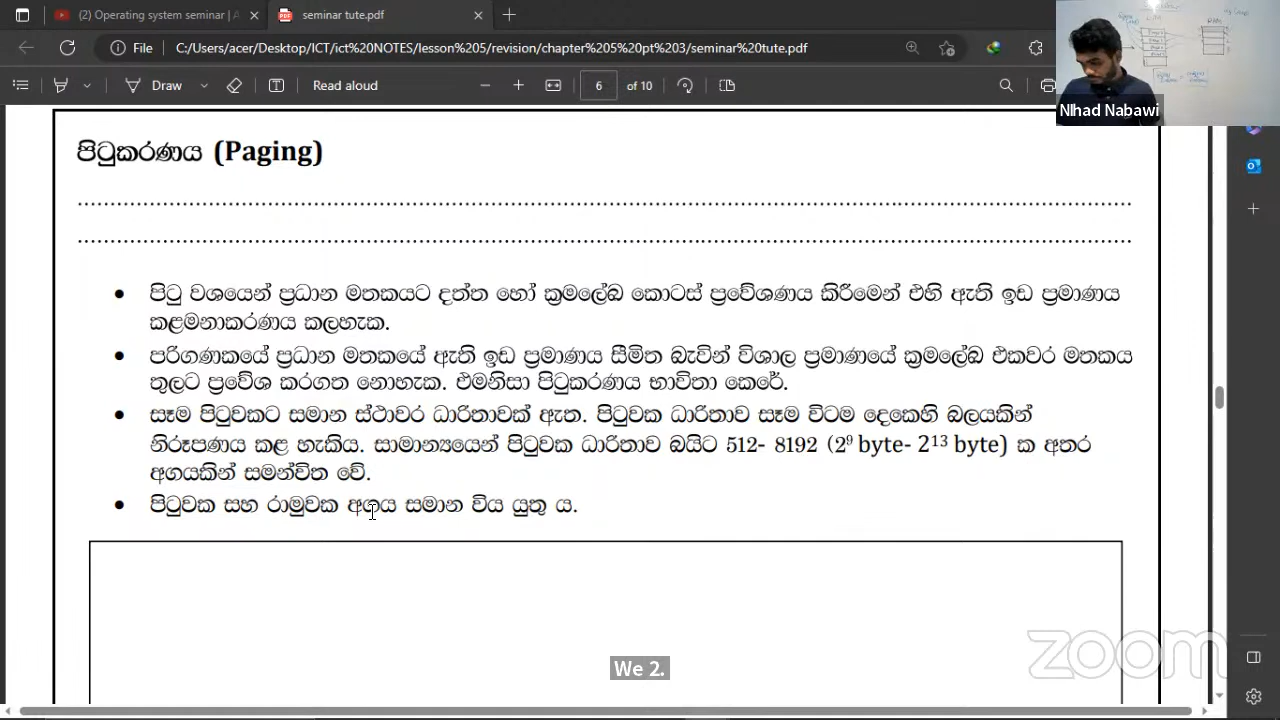 (2) Operating system seminar | A
seminar tute.pdf
File
C:/Users/acer/Desktop/ICT/ict%20NOTES/lesson%205/revision/chapter%205%20pt%203/seminar%20tute.pdf
Draw
Read aloud
6 of 10
NIhad Nabawi
පිටුකරණය (Paging)
• පිටු වශයෙන් ප්‍රධාන මතකයට දත්ත හෝ ක්‍රමලේඛ කොටස් ප්‍රවේශණය කිරීමෙන් එහි ඇති ඉඩ ප්‍රමාණය
කළමනාකරණය කලහැක.
• පරිගණකයේ ප්‍රධාන මතකයේ ඇති ඉඩ ප්‍රමාණය සීමිත බැවින් විශාල ප්‍රමාණයේ ක්‍රමලේඛ එකවර මතකය
තුලට ප්‍රවේශ කරගත නොහැක. එමනිසා පිටුකරණය භාවිතා කෙරේ.
• සෑම පිටුවකට සමාන ස්ථාවර ධාරිතාවක් ඇත. පිටුවක ධාරිතාව සෑම විටම දෙකෙහි බලයකින්
නිරූපණය කළ හැකිය. සාමාන්‍යයෙන් පිටුවක ධාරිතාව බයිට 512- 8192 (2⁹ byte- 2¹³ byte) ක අතර
අගයකින් සමන්විත වේ.
• පිටුවක සහ රාමුවක අගය සමාන විය යුතු ය.
zoom
We 2.